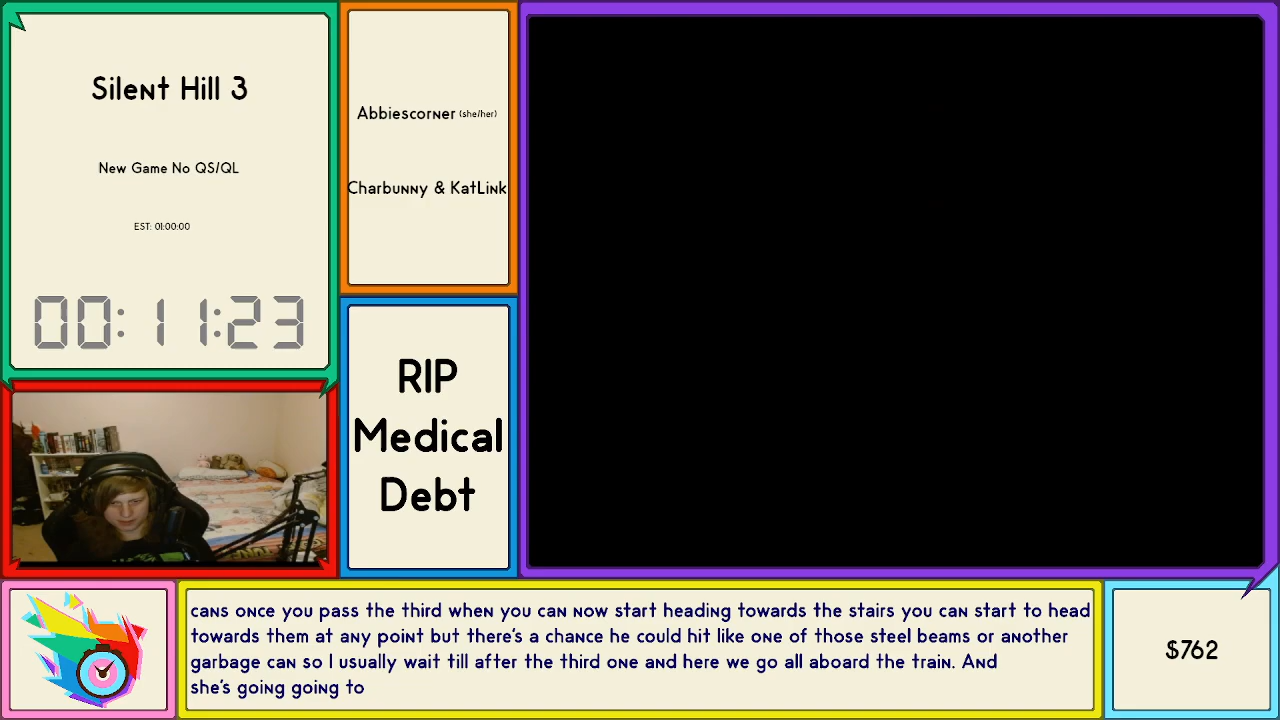 Silent Hill 3
New Game No QS/QL
EST: 01:00:00
00:11:23
Abbiescorner (she/her)
Charbunny & KatLink
RIP
Medical
Debt
cans once you pass the third when you can now start heading towards the stairs you can start to head
towards them at any point but there's a chance he could hit like one of those steel beams or another
garbage can so I usually wait till after the third one and here we go all aboard the train. And
she's going going to
$762